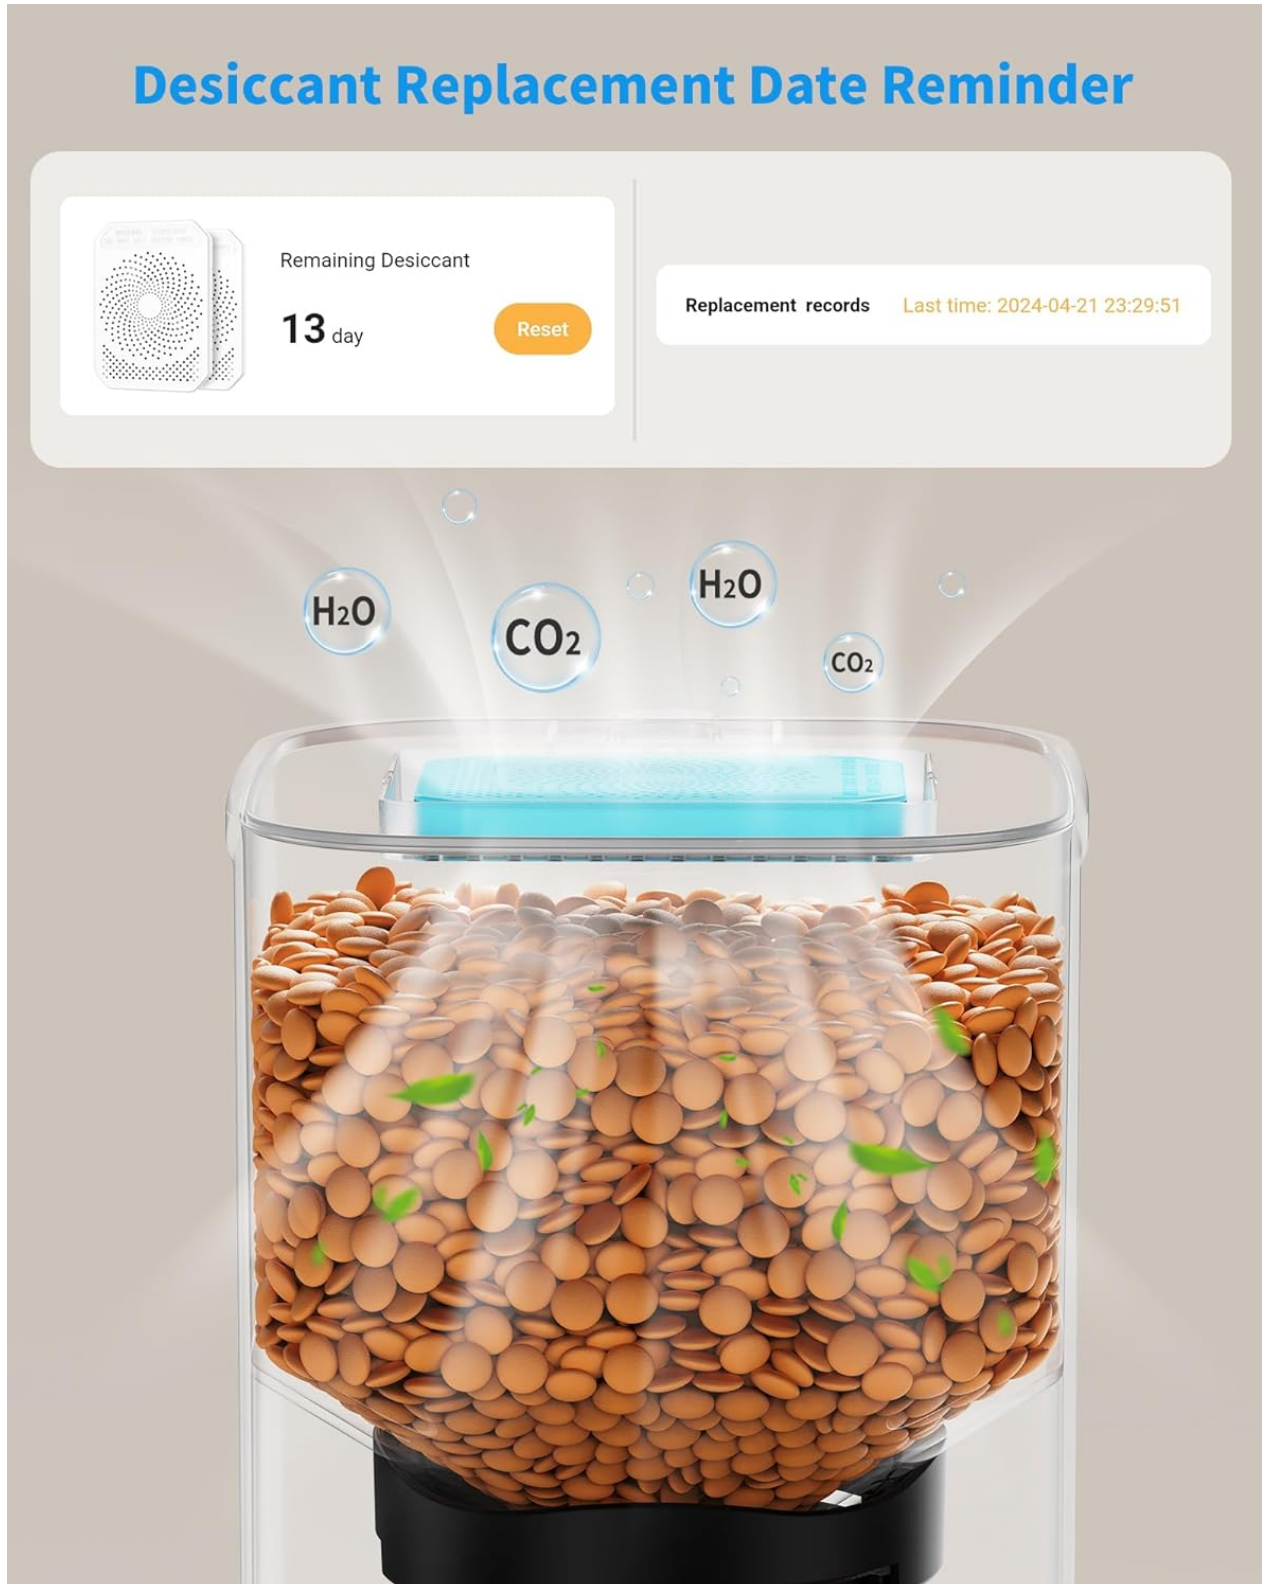 Desiccant Replacement Date Reminder
Remaining Desiccant
13 day
Reset
Replacement records Last time: 2024-04-21 23:29:51
H2O
H2O
CO2
CO2